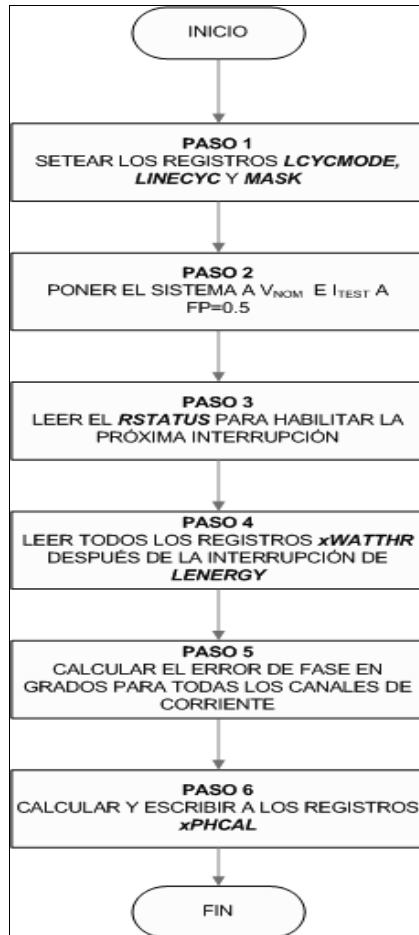 INICIO
PASO 1
SETEAR LOS REGISTROS LCYCMODE,
LINECYC Y MASK
PASO 2
PONER EL SISTEMA A VNOM E ITEST A
FP=0.5
PASO 3
LEER EL RSTATUS PARA HABILITAR LA
PRÓXIMA INTERRUPCIÓN
PASO 4
LEER TODOS LOS REGISTROS xWATTHR
DESPUÉS DE LA INTERRUPCIÓN DE
LENERGY
PASO 5
CALCULAR EL ERROR DE FASE EN
GRADOS PARA TODAS LOS CANALES DE
CORRIENTE
PASO 6
CALCULAR Y ESCRIBIR A LOS REGISTROS
xPHCAL
FIN